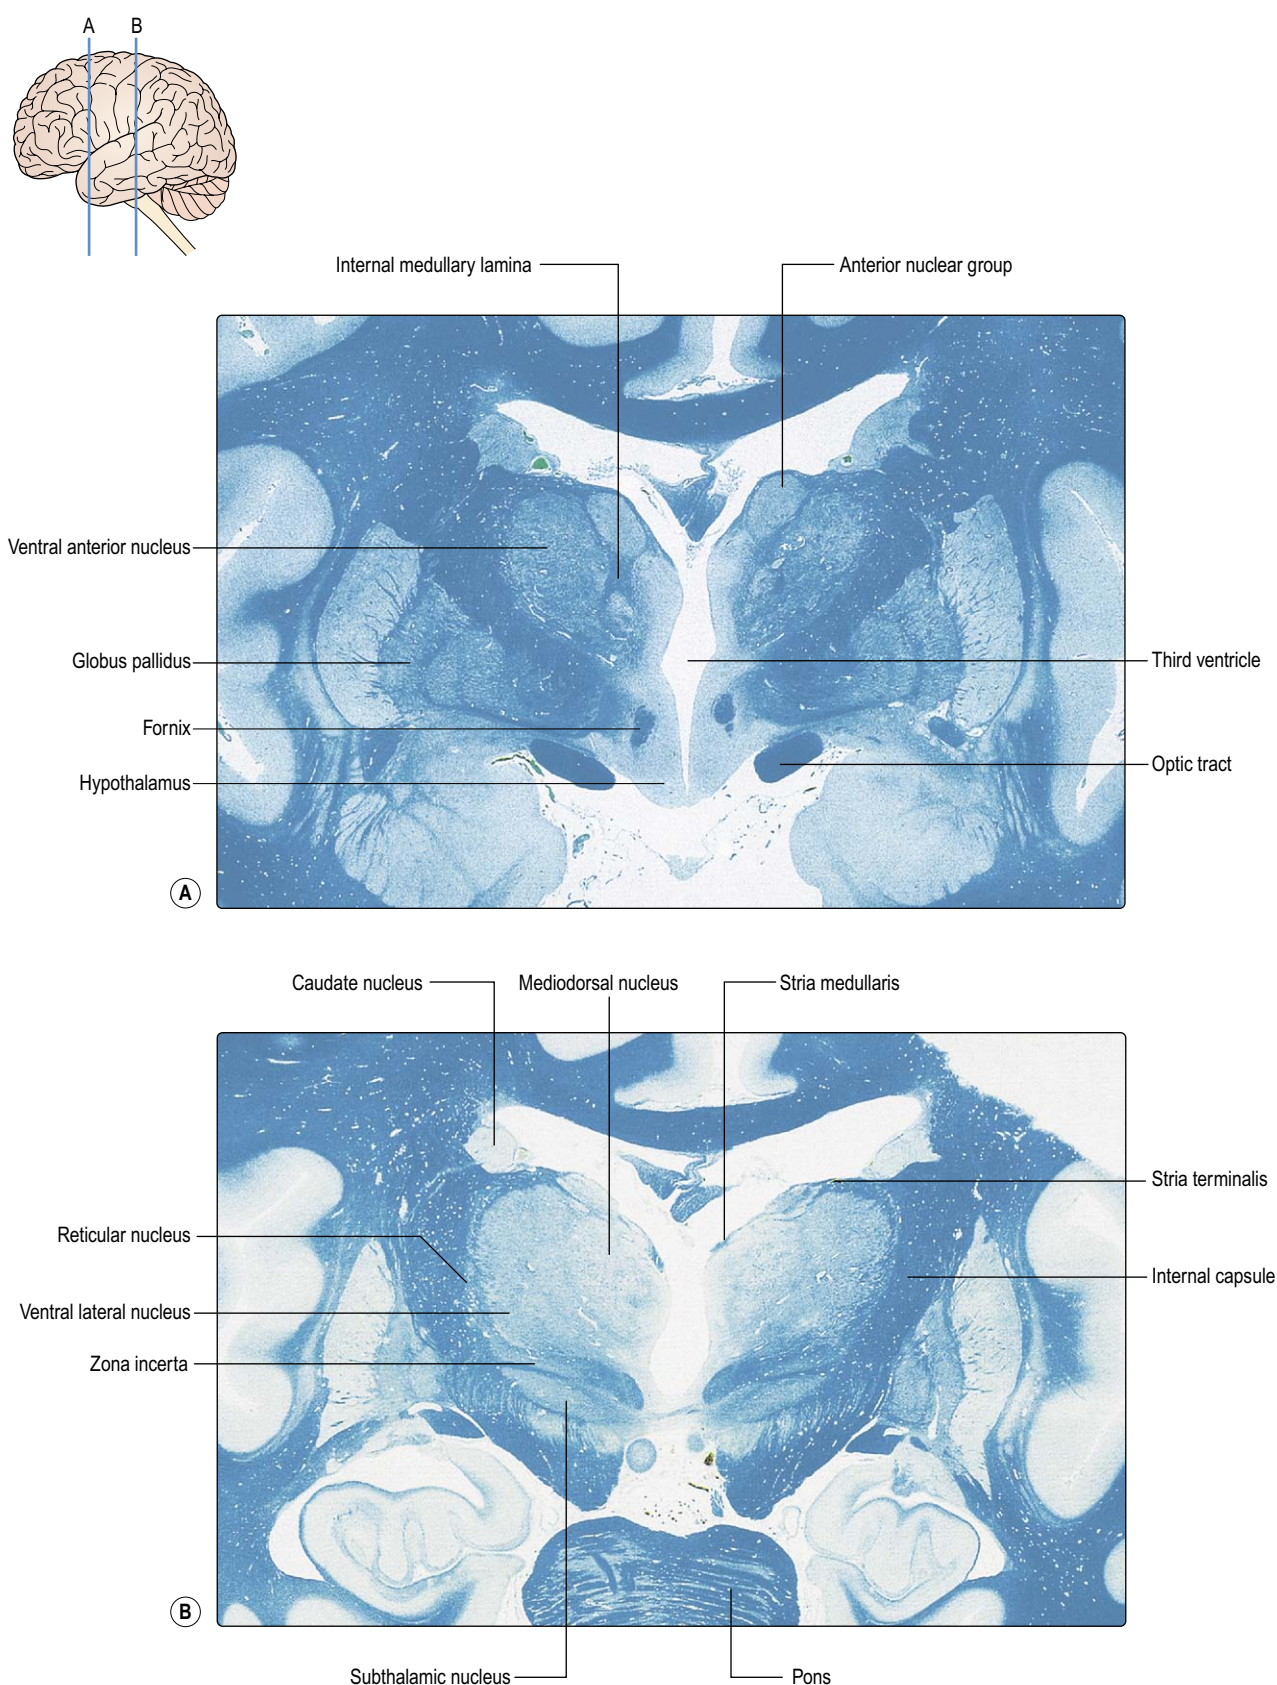 A B
Internal medullary lamina
Anterior nuclear group
Ventral anterior nucleus
Globus pallidus
Third ventricle
Fornix
Optic tract
Hypothalamus
A
Caudate nucleus
Mediodorsal nucleus
Stria medullaris
Stria terminalis
Reticular nucleus
Internal capsule
Ventral lateral nucleus
Zona incerta
B
Subthalamic nucleus
Pons